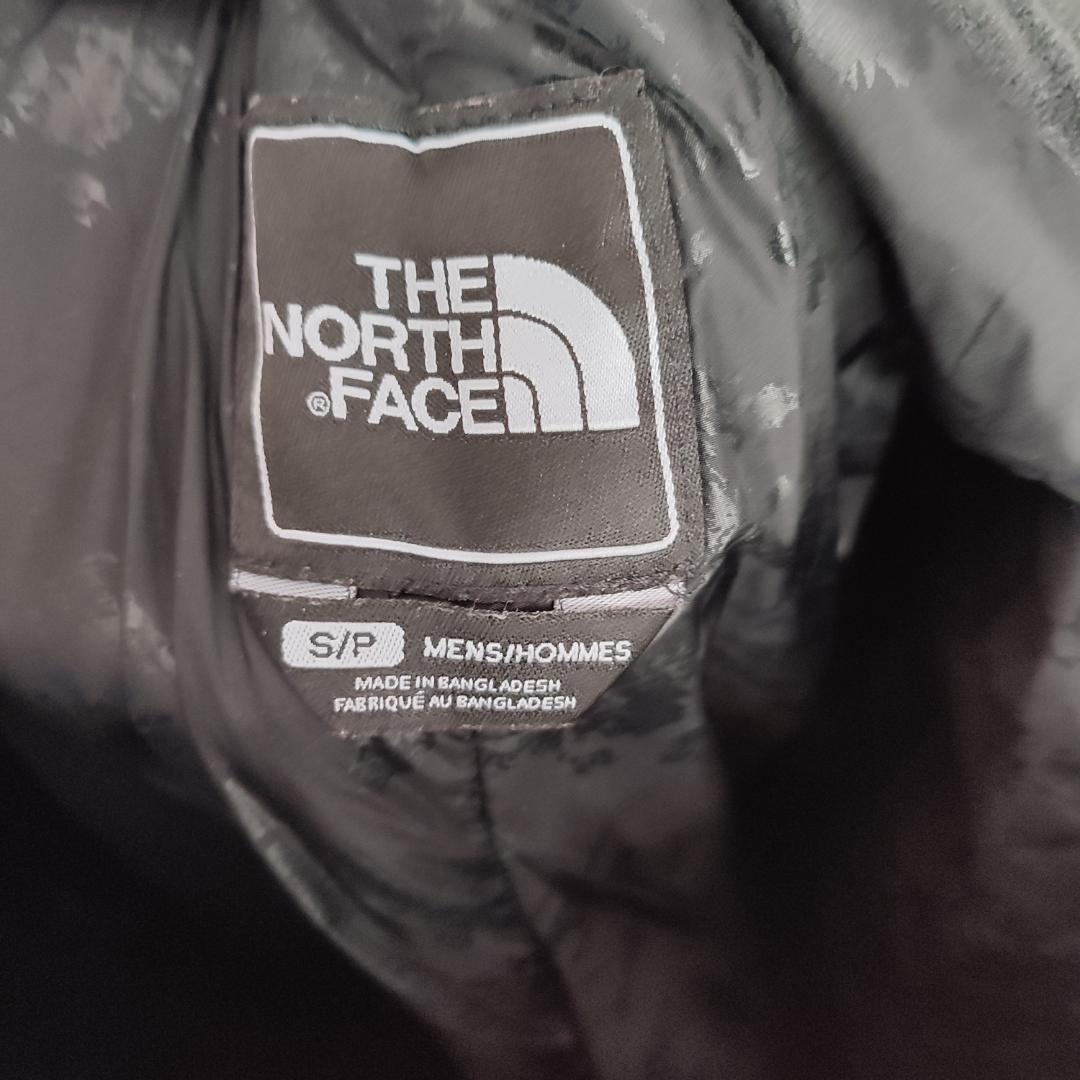 THE
NORTH
®FACE
S/P MENS/HOMMES
MADE IN BANGLADESH
FABRIQUÉ AU BANGLADESH